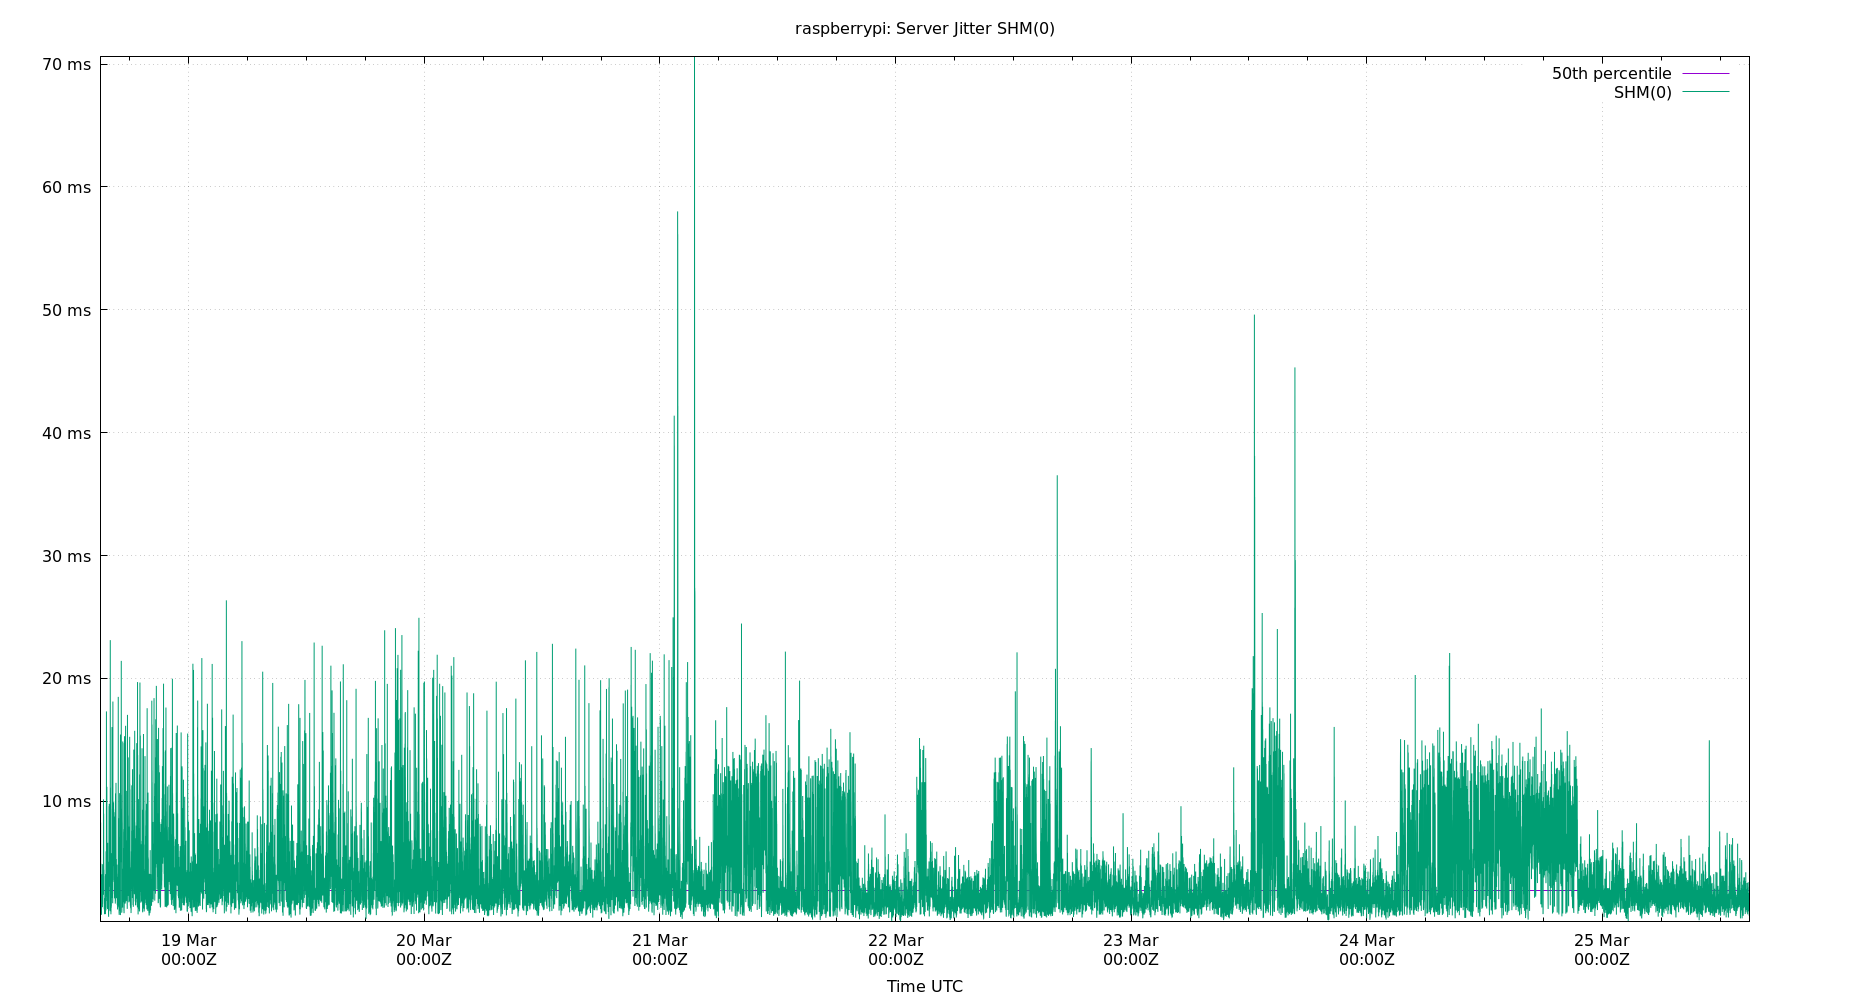 raspberrypi: Server Jitter SHM(0)
70 ms
60 ms
50 ms
40 ms
30 ms
20 ms
10 ms
50th percentile
SHM(0)
19 Mar
00:00Z
20 Mar
00:00Z
21 Mar
00:00Z
22 Mar
00:00Z
23 Mar
00:00Z
24 Mar
00:00Z
25 Mar
00:00Z
Time UTC